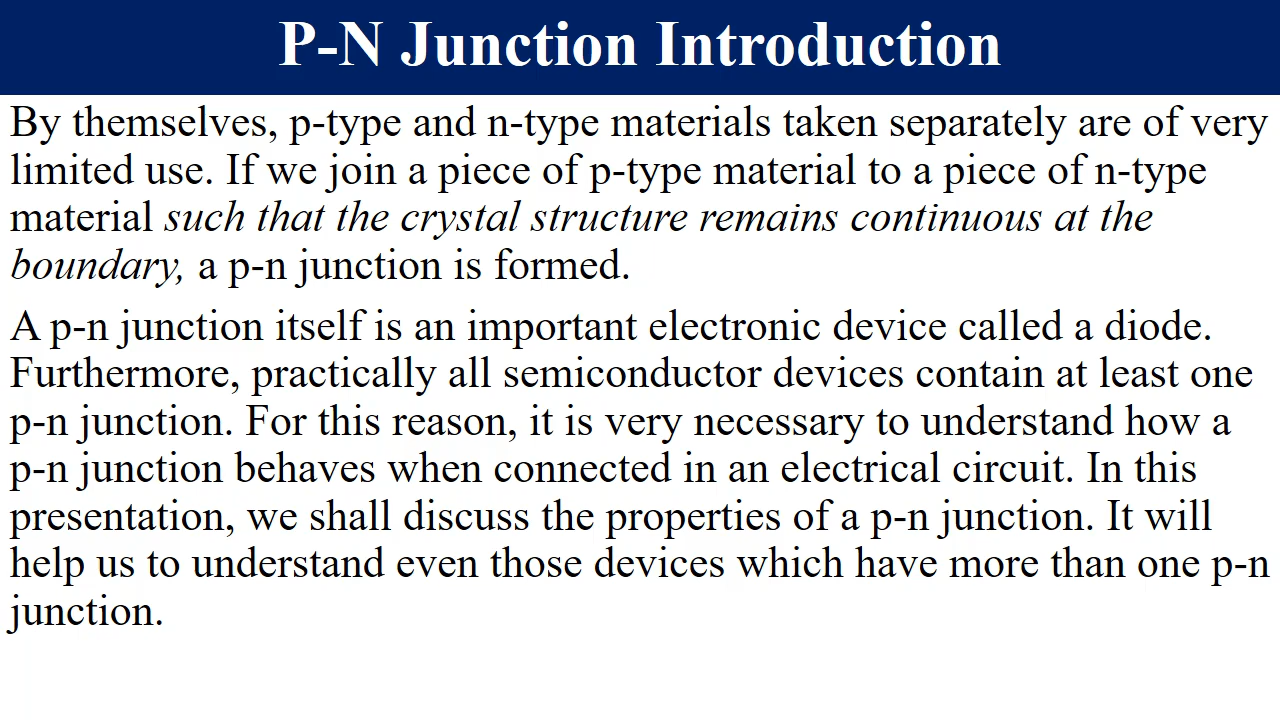 P-N Junction Introduction
By themselves, p-type and n-type materials taken separately are of very
limited use. If we join a piece of p-type material to a piece of n-type
material such that the crystal structure remains continuous at the
boundary, a p-n junction is formed.
A p-n junction itself is an important electronic device called a diode.
Furthermore, practically all semiconductor devices contain at least one
p-n junction. For this reason, it is very necessary to understand how a
p-n junction behaves when connected in an electrical circuit. In this
presentation, we shall discuss the properties of a p-n junction. It will
help us to understand even those devices which have more than one p-n
junction.